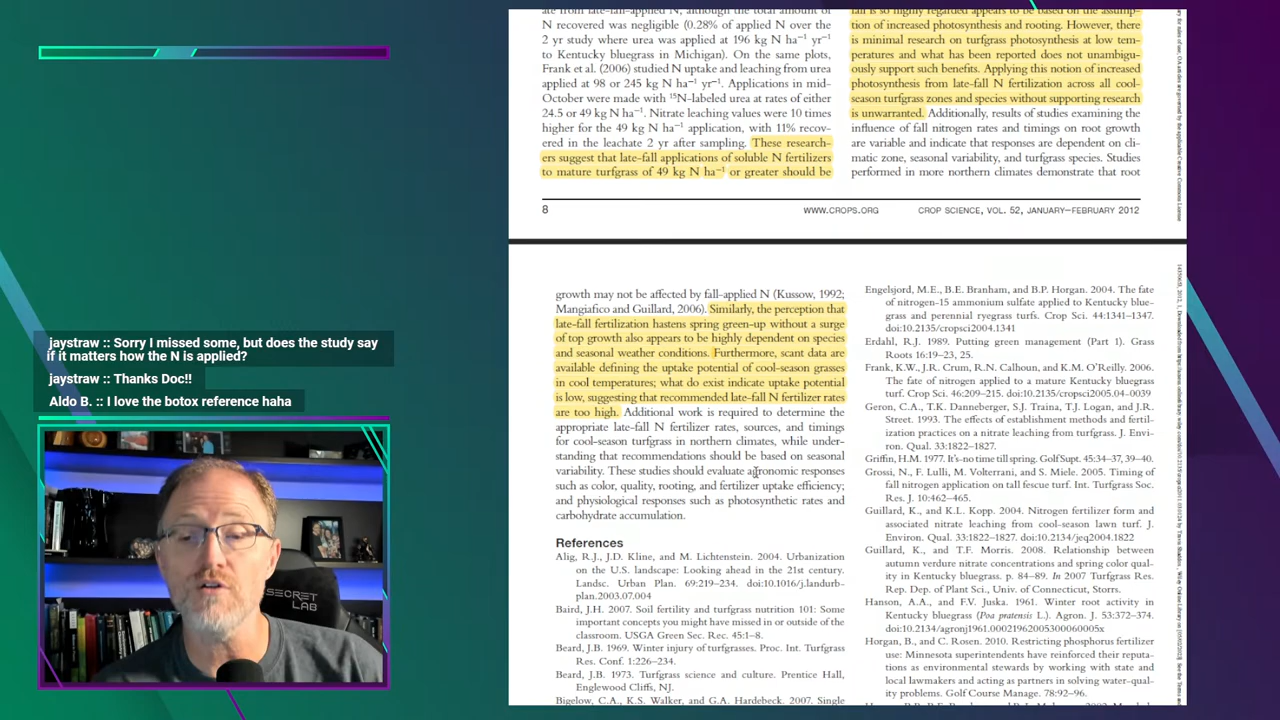 ate from late-fall applied N, although the total amount of
N recovered was negligible (0.28% of applied N over the
2 yr study where urea was applied at 196 kg N ha⁻¹ yr⁻¹
to Kentucky bluegrass in Michigan). On the same plots,
Frank et al. (2006) studied N uptake and leaching from urea
applied at 98 or 245 kg N ha⁻¹ yr⁻¹. Applications in mid-
October were made with ¹⁵N-labeled urea at rates of either
24.5 or 49 kg N ha⁻¹. Nitrate leaching values were 10 times
higher for the 49 kg N ha⁻¹ application, with 11% recov-
ered in the leachate 2 yr after sampling. These research-
ers suggest that late-fall applications of soluble N fertilizers
to mature turfgrass of 49 kg N ha⁻¹ or greater should be
fall is so highly regarded appears to be based on the assump-
tion of increased photosynthesis and rooting. However, there
is minimal research on turfgrass photosynthesis at low tem-
peratures and what has been reported does not unambigu-
ously support such benefits. Applying this notion of increased
photosynthesis from late-fall N fertilization across all cool-
season turfgrass zones and species without supporting research
is unwarranted. Additionally, results of studies examining the
influence of fall nitrogen rates and timings on root growth
are variable and indicate that responses are dependent on cli-
matic zone, seasonal variability, and turfgrass species. Studies
performed in more northern climates demonstrate that root
8
WWW.CROPS.ORG
CROP SCIENCE, VOL. 52, JANUARY–FEBRUARY 2012
growth may not be affected by fall-applied N (Kussow, 1992;
Mangiafico and Guillard, 2006). Similarly, the perception that
late-fall fertilization hastens spring green-up without a surge
of top growth also appears to be highly dependent on species
and seasonal weather conditions. Furthermore, scant data are
available defining the uptake potential of cool-season grasses
in cool temperatures; what do exist indicate uptake potential
is low, suggesting that recommended late-fall N fertilizer rates
are too high. Additional work is required to determine the
appropriate late-fall N fertilizer rates, sources, and timings
for cool-season turfgrass in northern climates, while under-
standing that recommendations should be based on seasonal
variability. These studies should evaluate agronomic responses
such as color, quality, rooting, and fertilizer uptake efficiency;
and physiological responses such as photosynthetic rates and
carbohydrate accumulation.
References
Alig, R.J., J.D. Kline, and M. Lichtenstein. 2004. Urbanization
on the U.S. landscape: Looking ahead in the 21st century.
Landsc. Urban Plan. 69:219–234. doi:10.1016/j.landurb-
plan.2003.07.004
Baird, J.H. 2007. Soil fertility and turfgrass nutrition 101: Some
important concepts you might have missed in or outside of the
classroom. USGA Green Sec. Rec. 45:1–8.
Beard, J.B. 1969. Winter injury of turfgrasses. Proc. Int. Turfgrass
Res. Conf. 1:226–234.
Beard, J.B. 1973. Turfgrass science and culture. Prentice Hall,
Englewood Cliffs, NJ.
Bigelow, C.A., K.S. Walker, and G.A. Hardebeck. 2007. Single
Engelsjord, M.E., B.E. Branham, and B.P. Horgan. 2004. The fate
of nitrogen-15 ammonium sulfate applied to Kentucky blue-
grass and perennial ryegrass turfs. Crop Sci. 44:1341–1347.
doi:10.2135/cropsci2004.1341
Erdahl, R.J. 1989. Putting green management (Part 1). Grass
Roots 16:19–23, 25.
Frank, K.W., J.R. Crum, R.N. Calhoun, and K.M. O'Reilly. 2006.
The fate of nitrogen applied to a mature Kentucky bluegrass
turf. Crop Sci. 46:209–215. doi:10.2135/cropsci2005.04-0039
Geron, C.A., T.K. Danneberger, S.J. Traina, T.J. Logan, and J.R.
Street. 1993. The effects of establishment methods and fertil-
ization practices on a nitrate leaching from turfgrass. J. Envi-
ron. Qual. 33:1822–1827.
Griffin, H.M. 1977. It's no time till spring. Golf Supt. 45:34–37, 39–40.
Grossi, N., F. Lulli, M. Volterrani, and S. Miele. 2005. Timing of
fall nitrogen application on tall fescue turf. Int. Turfgrass Soc.
Res. J. 10:462–465.
Guillard, K., and K.L. Kopp. 2004. Nitrogen fertilizer form and
associated nitrate leaching from cool-season lawn turf. J.
Environ. Qual. 33:1822–1827. doi:10.2134/jeq2004.1822
Guillard, K., and T.F. Morris. 2008. Relationship between
autumn verdure nitrate concentrations and spring color qual-
ity in Kentucky bluegrass. p. 84–89. In 2007 Turfgrass Res.
Rep. Dep. of Plant Sci., Univ. of Connecticut, Storrs.
Hanson, A.A., and F.V. Juska. 1961. Winter root activity in
Kentucky bluegrass (Poa pratensis L.). Agron. J. 53:372–374.
doi:10.2134/agronj1961.00021962005300060005x
Horgan, B., and C. Rosen. 2010. Restricting phosphorus fertilizer
use: Minnesota superintendents have reinforced their reputa-
tions as environmental stewards by working with state and
local lawmakers and acting as partners in solving water-qual-
ity problems. Golf Course Manage. 78:92–96.
jaystraw :: Sorry I missed some, but does the study say
if it matters how the N is applied?
jaystraw :: Thanks Doc!!
Aldo B. :: I love the botox reference haha
SECRET
LAB